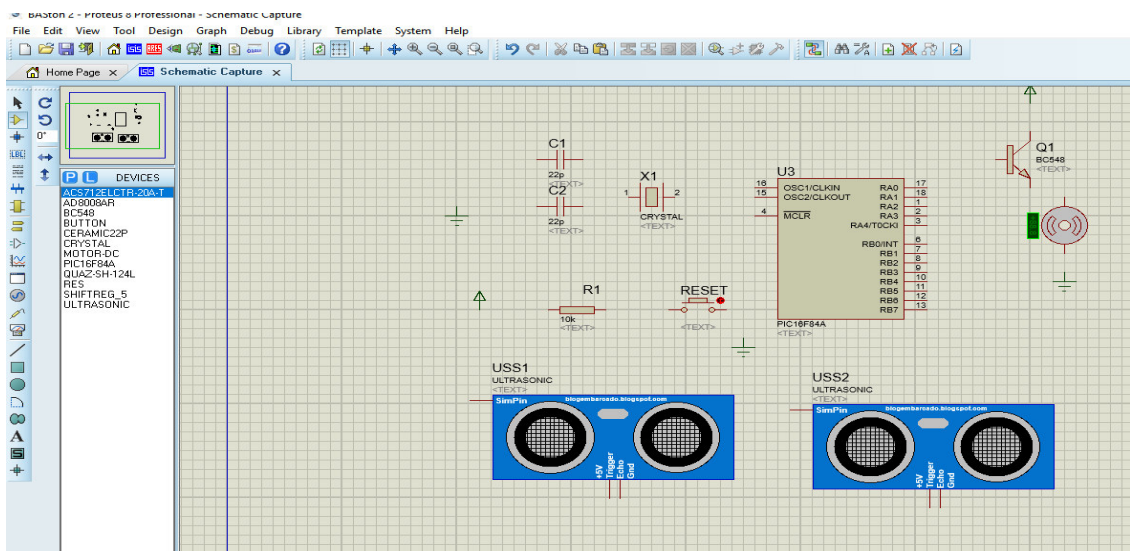 BAston 2 - Proteus 8 Professional - Schematic Capture
File Edit View Tool Design Graph Debug Library Template System Help
Home Page
Schematic Capture
0°
P L DEVICES
ACS712ELCTR-20A-T
AD8008AR
BC548
BUTTON
CERAMIC22P
CRYSTAL
MOTOR-DC
PIC16F84A
QUAZ-SH-124L
RES
SHIFTREG_5
ULTRASONIC
LBL
A
S
C1
22p
<TEXT>
C2
22p
<TEXT>
X1
1 2
CRYSTAL
<TEXT>
R1
10k
<TEXT>
RESET
<TEXT>
U3
16 OSC1/CLKIN
15 OSC2/CLKOUT
4 MCLR
RA0 17
RA1 18
RA2 1
RA3 2
RA4/T0CKI 3
RB0/INT 6
RB1 7
RB2 8
RB3 9
RB4 10
RB5 11
RB6 12
RB7 13
PIC16F84A
<TEXT>
Q1
BC548
<TEXT>
USS1
ULTRASONIC
<TEXT>
SimPin blogembarcado.blogspot.com
+5V
Trigger
Echo
Gnd
USS2
ULTRASONIC
<TEXT>
SimPin blogembarcado.blogspot.com
+5V
Trigger
Echo
Gnd